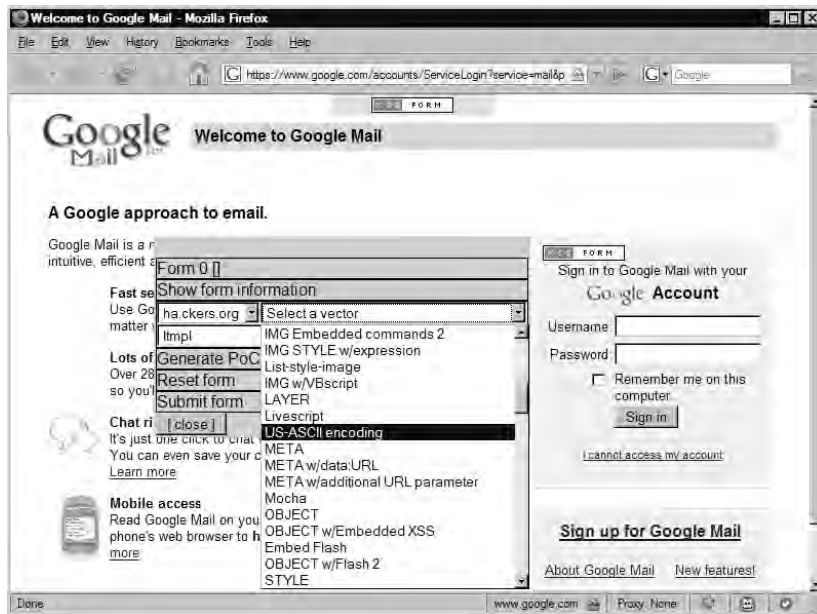 Welcome to Google Mail - Mozilla Firefox
File Edit View History Bookmarks Tools Help
https://www.google.com/accounts/ServiceLogin?service=mail&p
Google
FORM
Google Mail
Welcome to Google Mail
A Google approach to email.
Google Mail is a
intuitive, efficient
Form 0 []
Show form information
ha.ckers.org
Select a vector
ltmpl
Generate PoC
Reset form
Submit form
[close]
IMG Embedded commands 2
IMG STYLE w/expression
List-style-image
IMG w/VBscript
LAYER
Livescript
US-ASCII encoding
META
META w/data:URL
META w/additional URL parameter
Mocha
OBJECT
OBJECT w/Embedded XSS
Embed Flash
OBJECT w/Flash 2
STYLE
Fast se
Use Go
matter
Lots of
Over 28
so you'l
Chat ri
It's just one click to chat
You can even save your c
Learn more
Mobile access
Read Google Mail on you
phone's web browser to h
more
FORM
Sign in to Google Mail with your
Google Account
Username:
Password:
Remember me on this
computer.
Sign in
I cannot access my account
Sign up for Google Mail
About Google Mail New features!
Done
www.google.com
Proxy: None